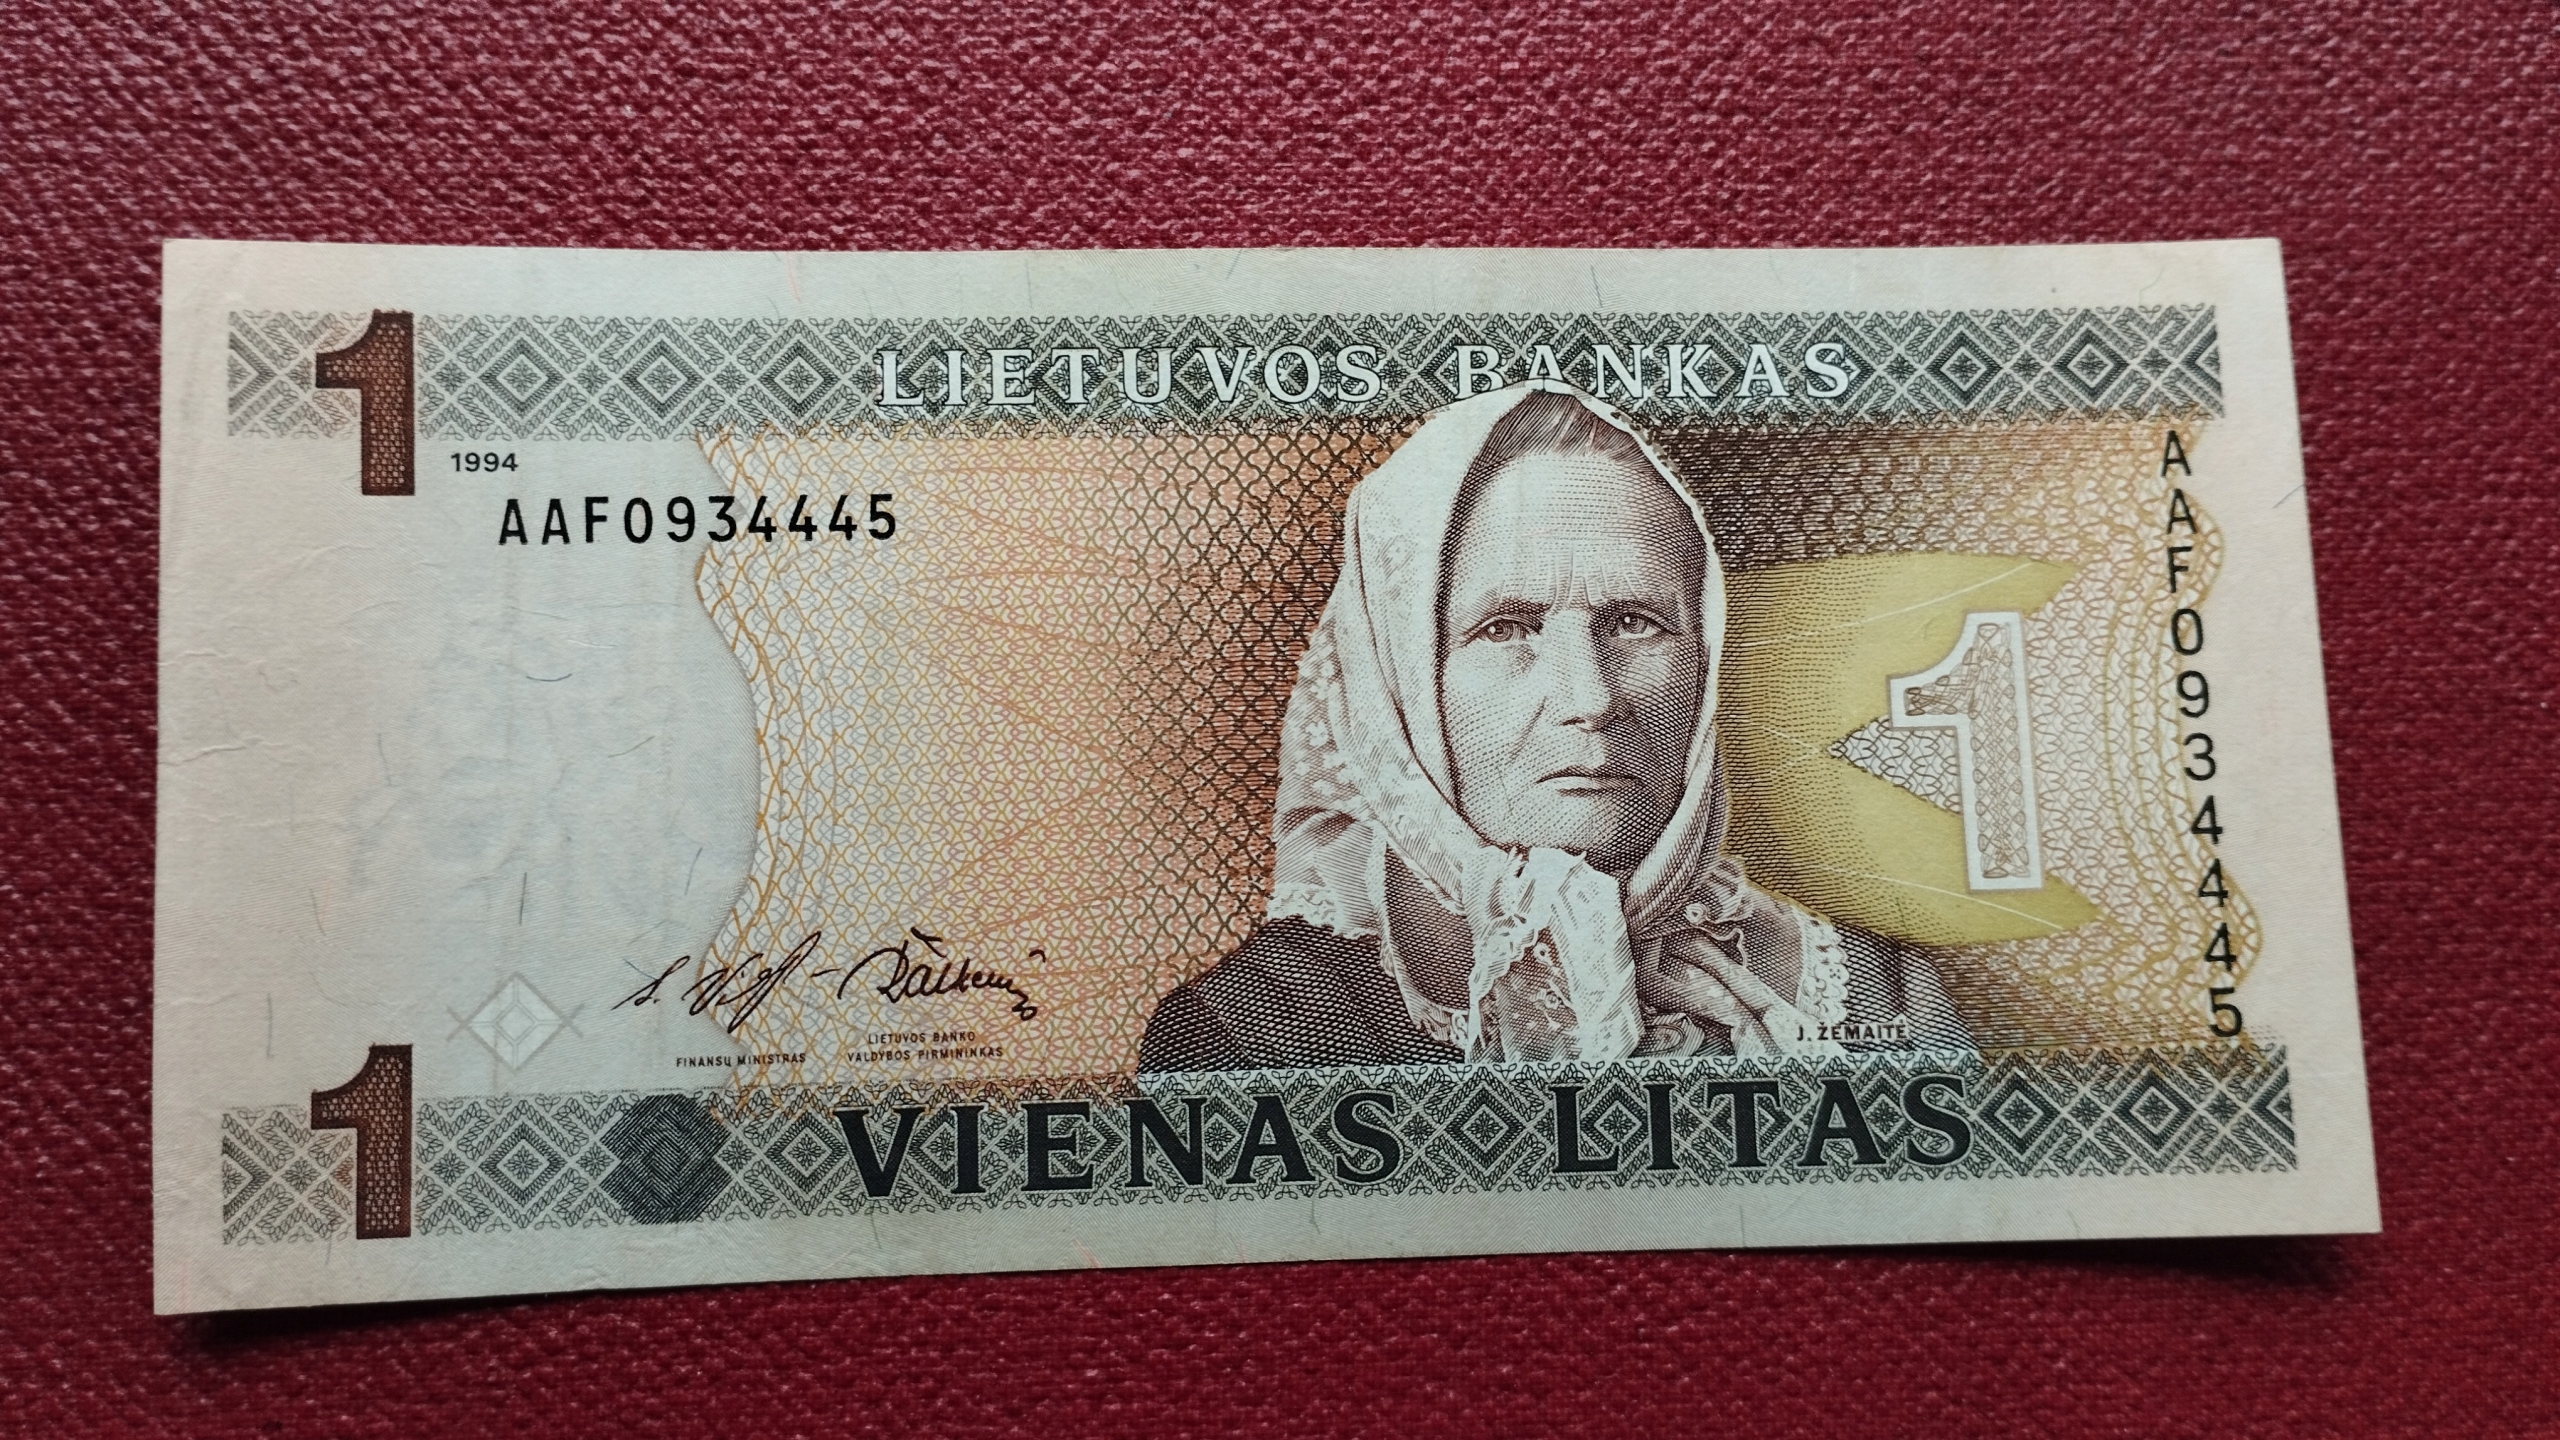 LIETUVOS BANKAS
1
1994
AAF0934445
AAF0934445
1
FINANSŲ MINISTRAS
LIETUVOS BANKO
VALDYBOS PIRMININKAS
J. ŽEMAITĖ
1
VIENAS LITAS